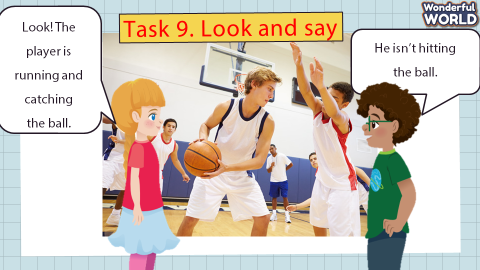 Task 9. Look and say
Wonderful
WORLD
Look! The
player is
running and
catching
the ball.
He isn't hitting
the ball.